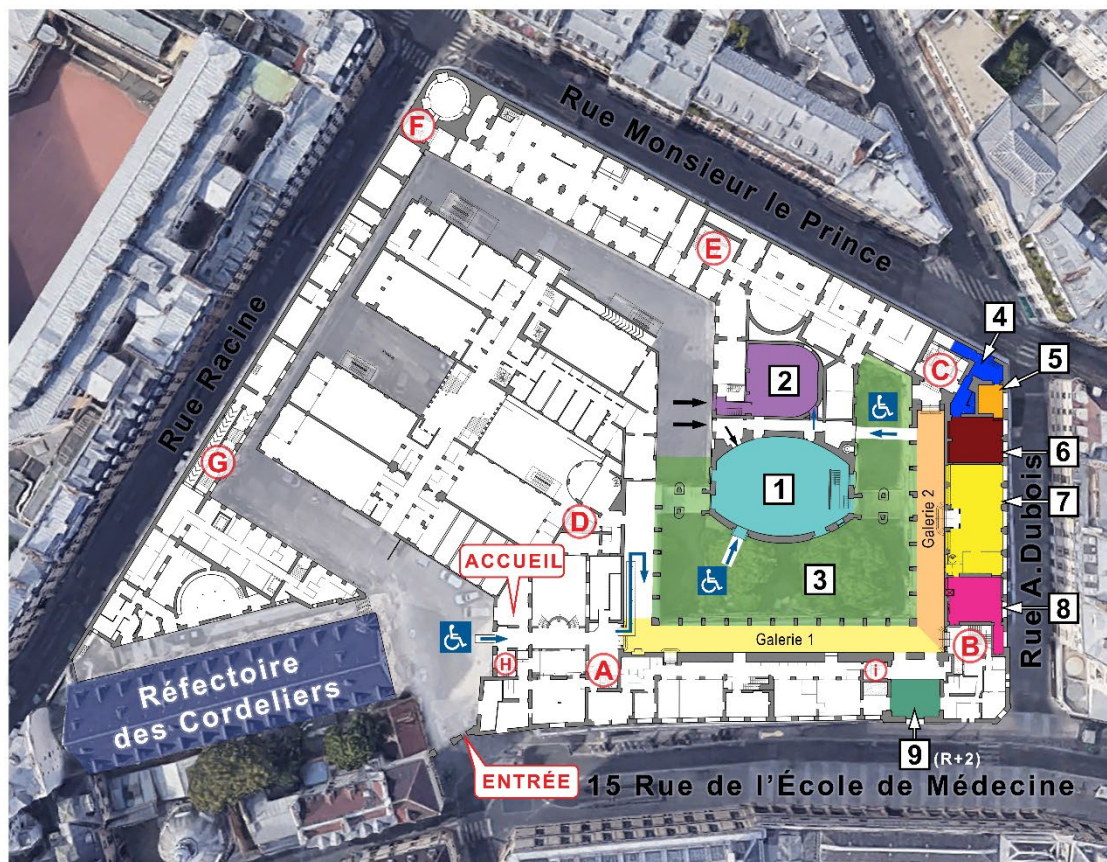 Rue Monsieur le Prince
F
E
4
5
C
2
6
Rue Racine
1
7
Galerie 2
G
D
ACCUEIL
3
8
Rue A.Dubois
Galerie 1
B
H
A
i
Réfectoire
des Cordeliers
9 (R+2)
ENTRÉE
15 Rue de l'École de Médecine